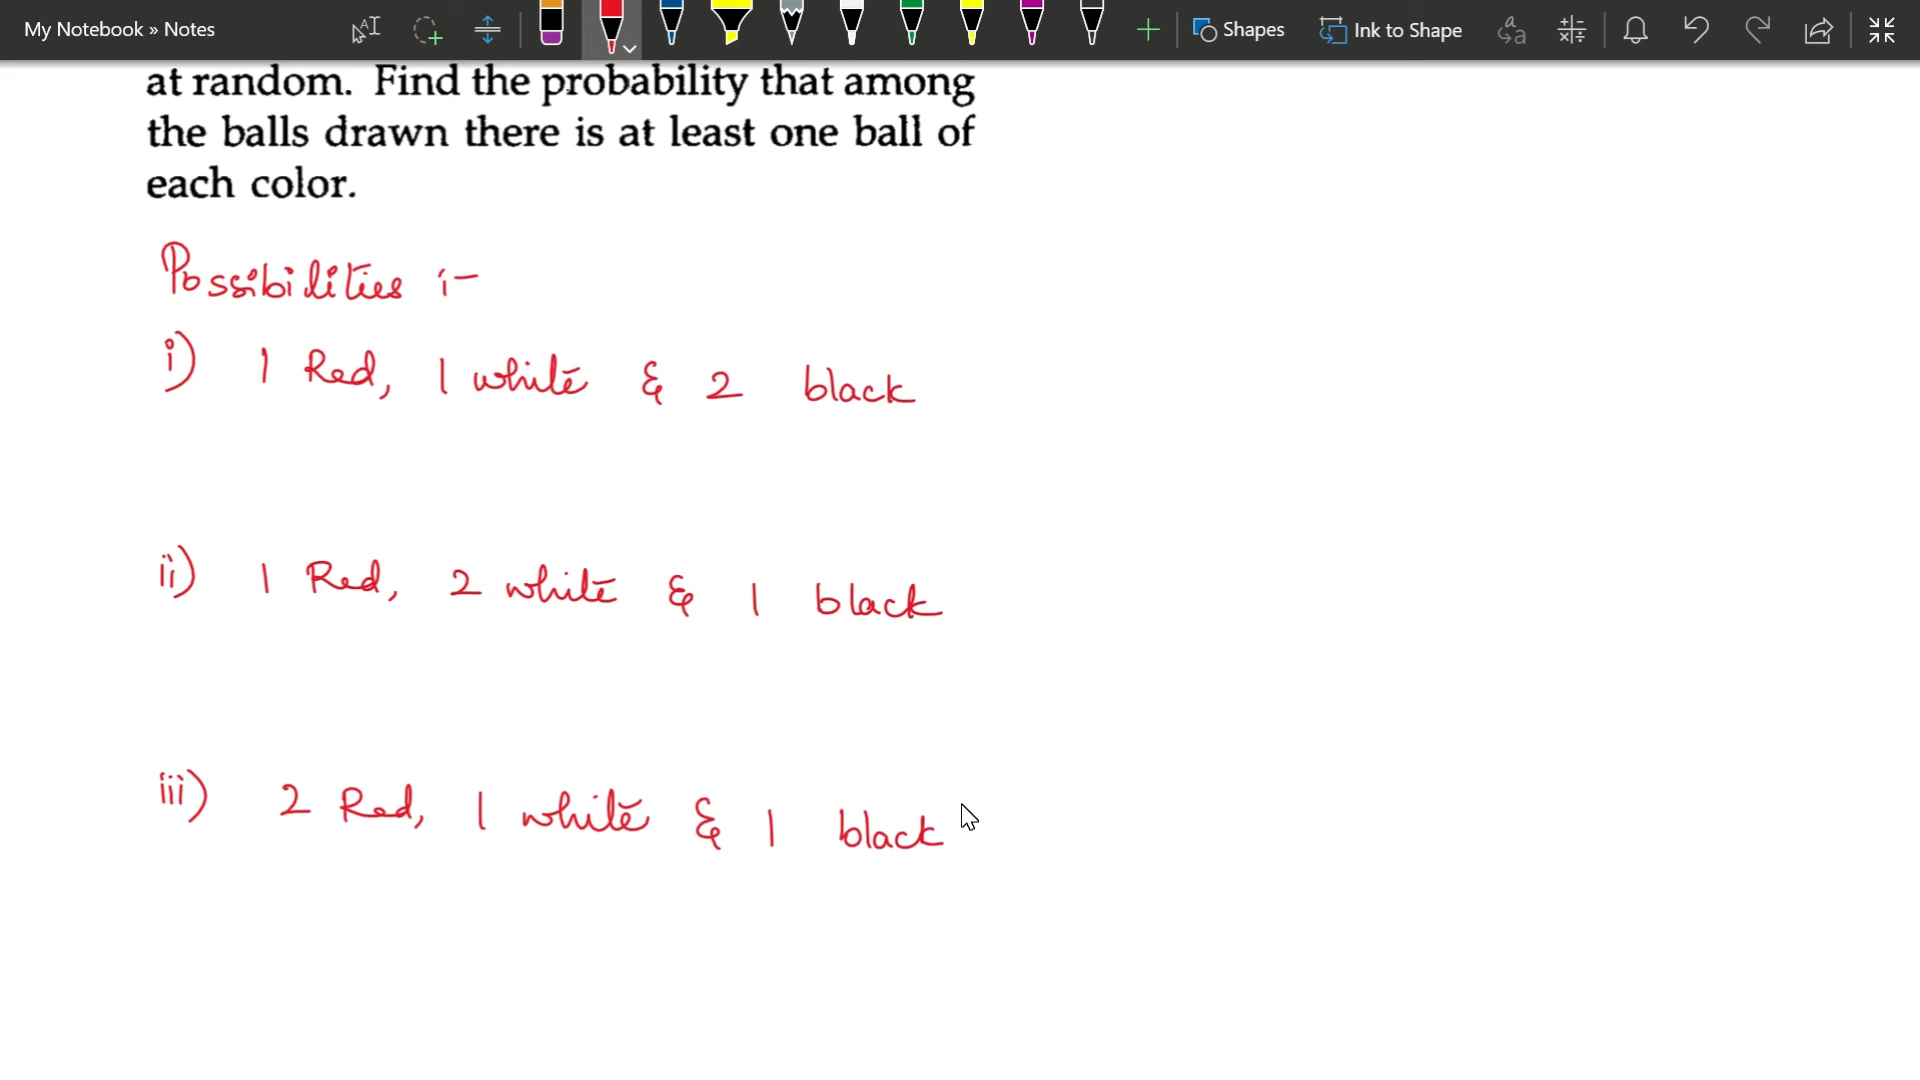 My Notebook » Notes
Shapes
Ink to Shape
at random. Find the probability that among
the balls drawn there is at least one ball of
each color.
Possibilities :-
i) 1 Red, 1 white & 2 black
ii) 1 Red, 2 white & 1 black
iii) 2 Red, 1 white & 1 black